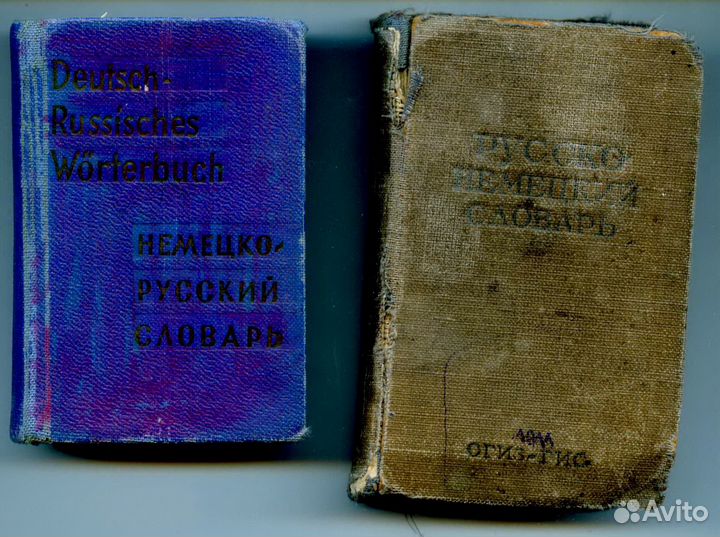 Deutsch-
Russisches
Wörterbuch
НЕМЕЦКО-
РУССКИЙ
СЛОВАРЬ
РУССКО-
НЕМЕЦКИЙ
СЛОВАРЬ
ОГИЗ-ГИС
Avito